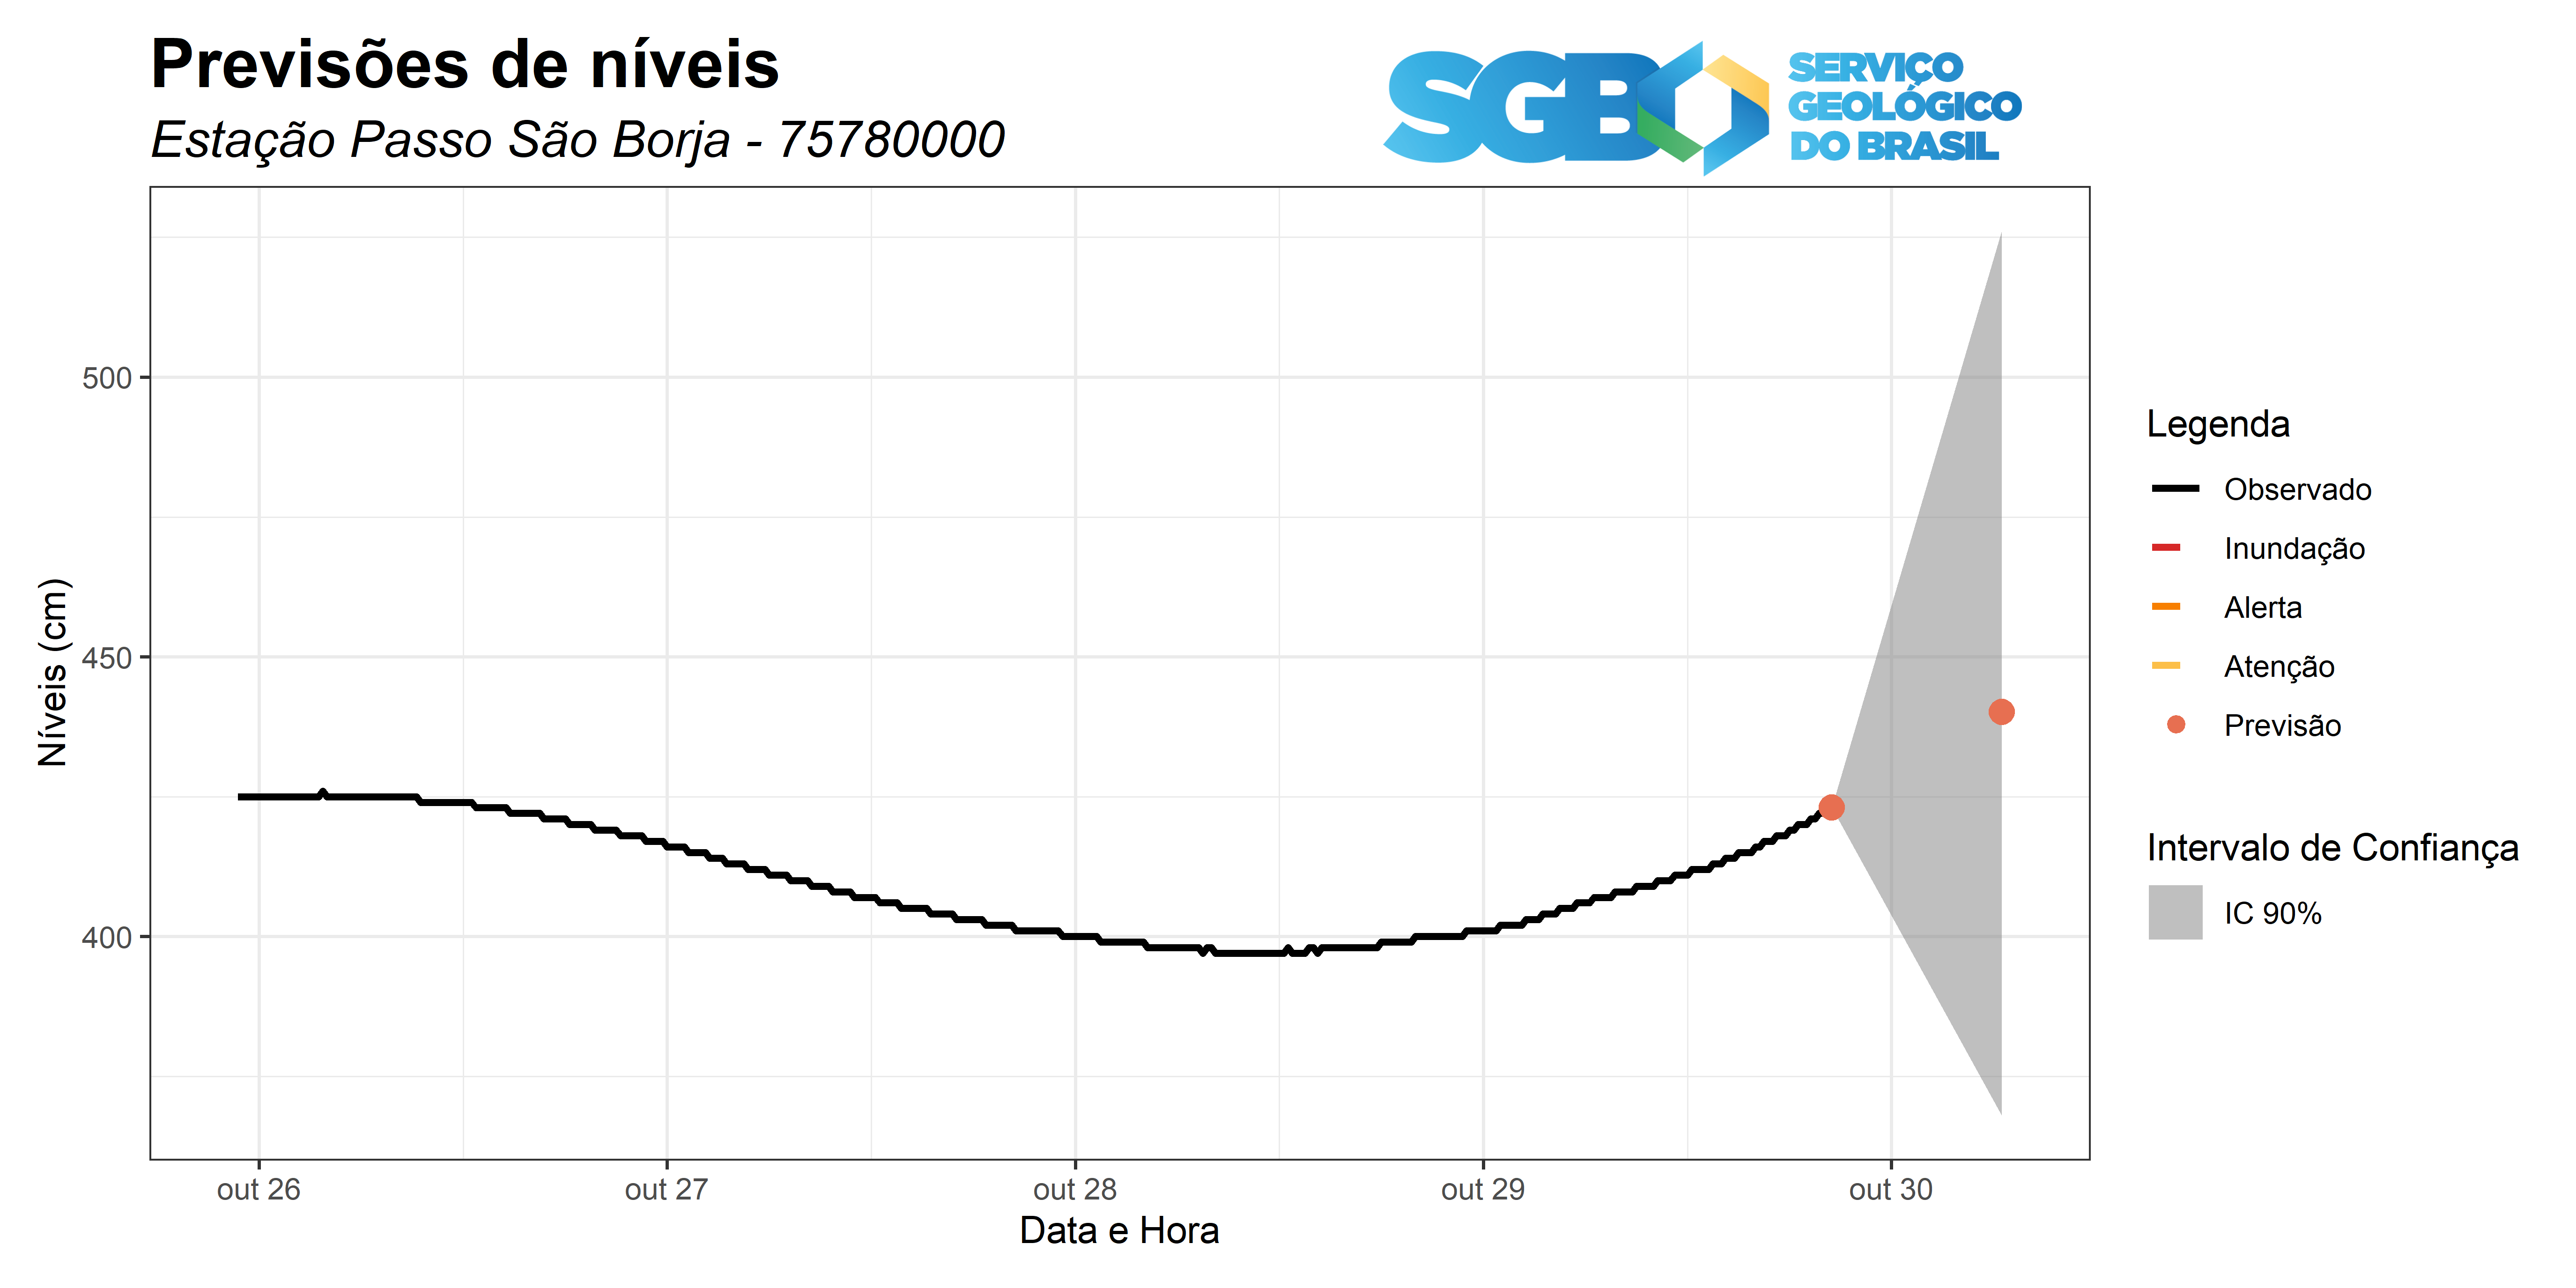 Previsões de níveis
Estação Passo São Borja - 75780000
SGB
SERVIÇO
GEOLÓGICO
DO BRASIL
500
450
400
Níveis (cm)
out 26
out 27
out 28
out 29
out 30
Data e Hora
Legenda
Observado
Inundação
Alerta
Atenção
Previsão
Intervalo de Confiança
IC 90%